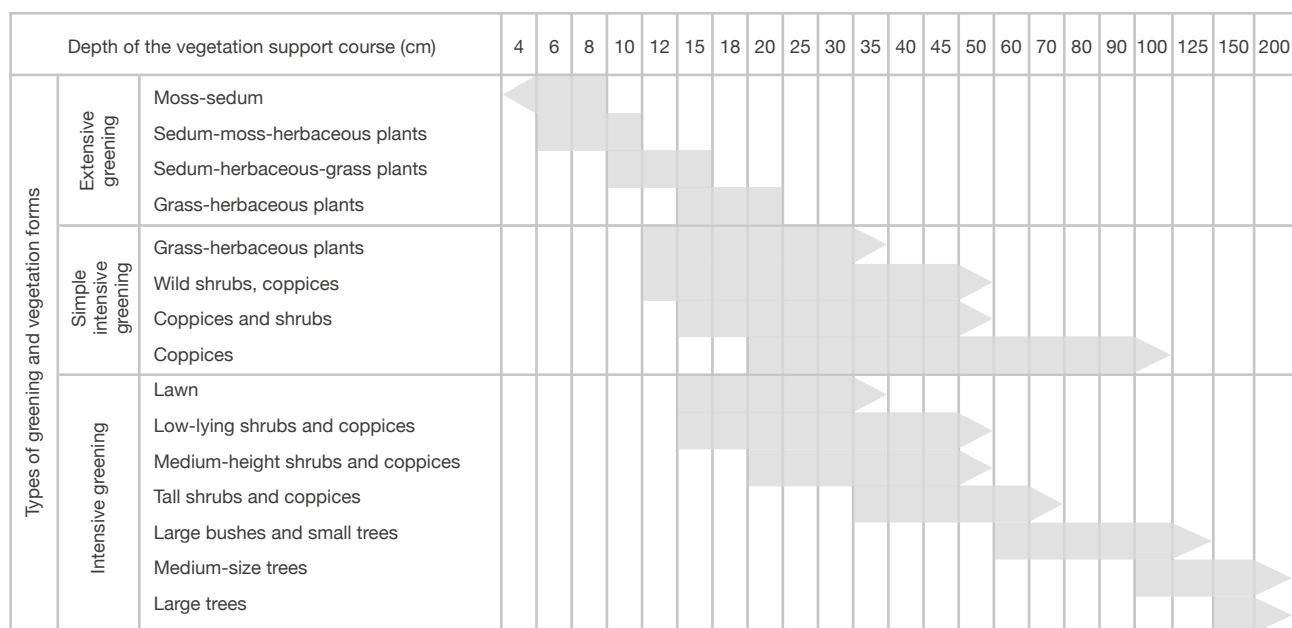 Depth of the vegetation support course (cm) 4 6 8 10 12 15 18 20 25 30 35 40 45 50 60 70 80 90 100 125 150 200
Types of greening and vegetation forms
Extensive
greening
Moss-sedum
Sedum-moss-herbaceous plants
Sedum-herbaceous-grass plants
Grass-herbaceous plants
Simple
intensive
greening
Grass-herbaceous plants
Wild shrubs, coppices
Coppices and shrubs
Coppices
Intensive greening
Lawn
Low-lying shrubs and coppices
Medium-height shrubs and coppices
Tall shrubs and coppices
Large bushes and small trees
Medium-size trees
Large trees